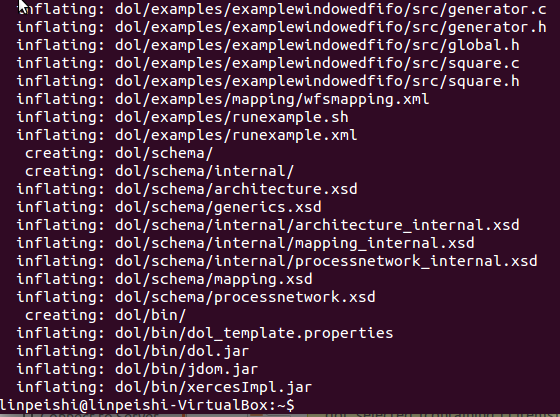 inflating: dol/examples/examplewindowedfifo/src/generator.c
inflating: dol/examples/examplewindowedfifo/src/generator.h
inflating: dol/examples/examplewindowedfifo/src/global.h
inflating: dol/examples/examplewindowedfifo/src/square.c
inflating: dol/examples/examplewindowedfifo/src/square.h
inflating: dol/examples/mapping/wfsmapping.xml
inflating: dol/examples/runexample.sh
inflating: dol/examples/runexample.xml
creating: dol/schema/
creating: dol/schema/internal/
inflating: dol/schema/architecture.xsd
inflating: dol/schema/generics.xsd
inflating: dol/schema/internal/architecture_internal.xsd
inflating: dol/schema/internal/mapping_internal.xsd
inflating: dol/schema/internal/processnetwork_internal.xsd
inflating: dol/schema/mapping.xsd
inflating: dol/schema/processnetwork.xsd
creating: dol/bin/
inflating: dol/bin/dol_template.properties
inflating: dol/bin/dol.jar
inflating: dol/bin/jdom.jar
inflating: dol/bin/xercesImpl.jar
linpeishi@linpeishi-VirtualBox:~$